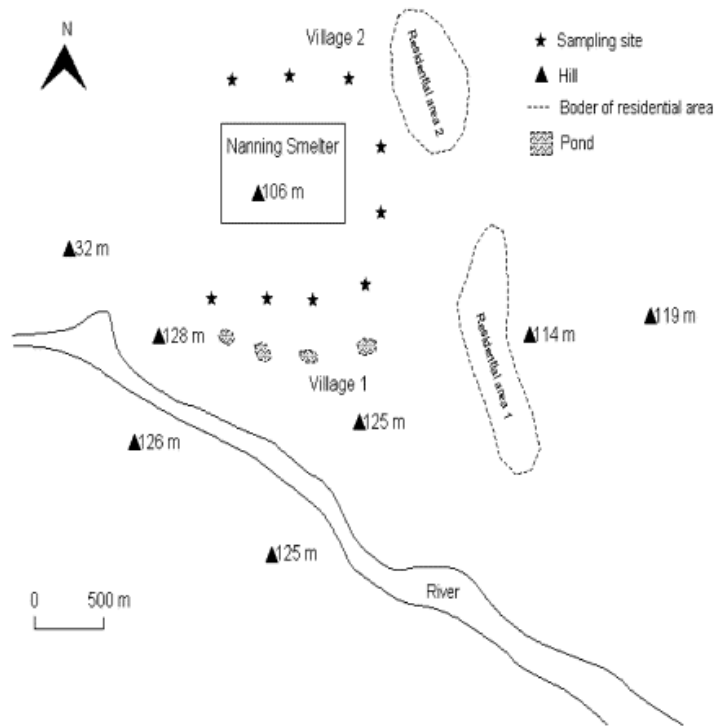 N
Village 2
Residential area 2
Sampling site
Hill
Boder of residential area
Pond
Nanning Smelter
106 m
32 m
128 m
119 m
114 m
Residential area 1
Village 1
125 m
126 m
125 m
River
0 500 m